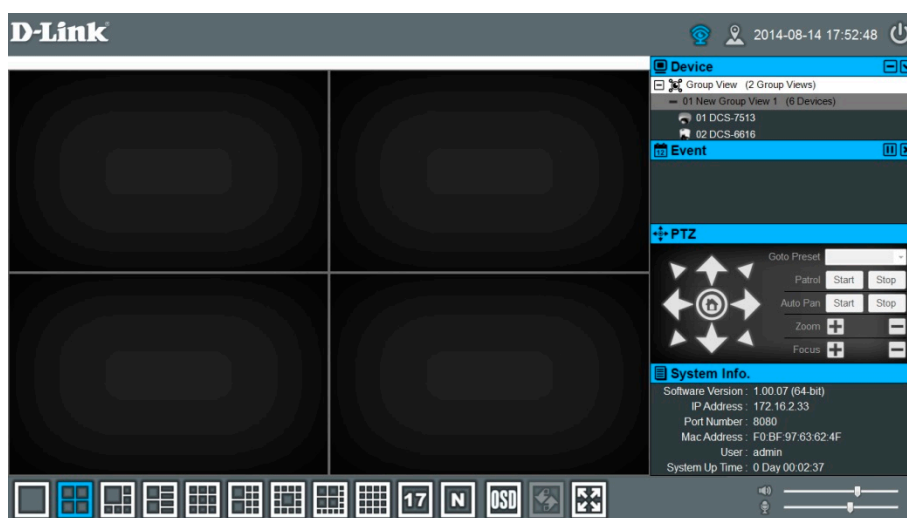 D-Link
2014-08-14 17:52:48
Device
Group View (2 Group Views)
01 New Group View 1 (6 Devices)
01 DCS-7513
02 DCS-6616
12 Event
PTZ
Goto Preset
Patrol Start Stop
Auto Pan Start Stop
Zoom
Focus
System Info.
Software Version : 1.00.07 (64-bit)
IP Address : 172.16.2.33
Port Number : 8080
Mac Address : F0:BF:97:63:62:4F
User : admin
System Up Time : 0 Day 00:02:37
17 N OSD